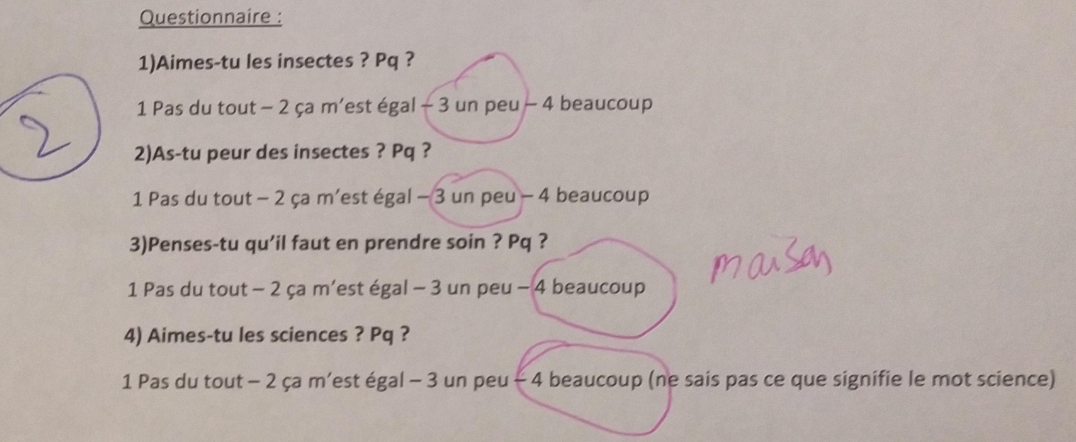 Questionnaire :
1)Aimes-tu les insectes ? Pq ?
1 Pas du tout – 2 ça m'est égal – 3 un peu – 4 beaucoup
2
2)As-tu peur des insectes ? Pq ?
1 Pas du tout – 2 ça m'est égal – 3 un peu – 4 beaucoup
3)Penses-tu qu'il faut en prendre soin ? Pq ?
maison
1 Pas du tout – 2 ça m'est égal – 3 un peu – 4 beaucoup
4) Aimes-tu les sciences ? Pq ?
1 Pas du tout – 2 ça m'est égal – 3 un peu – 4 beaucoup (ne sais pas ce que signifie le mot science)